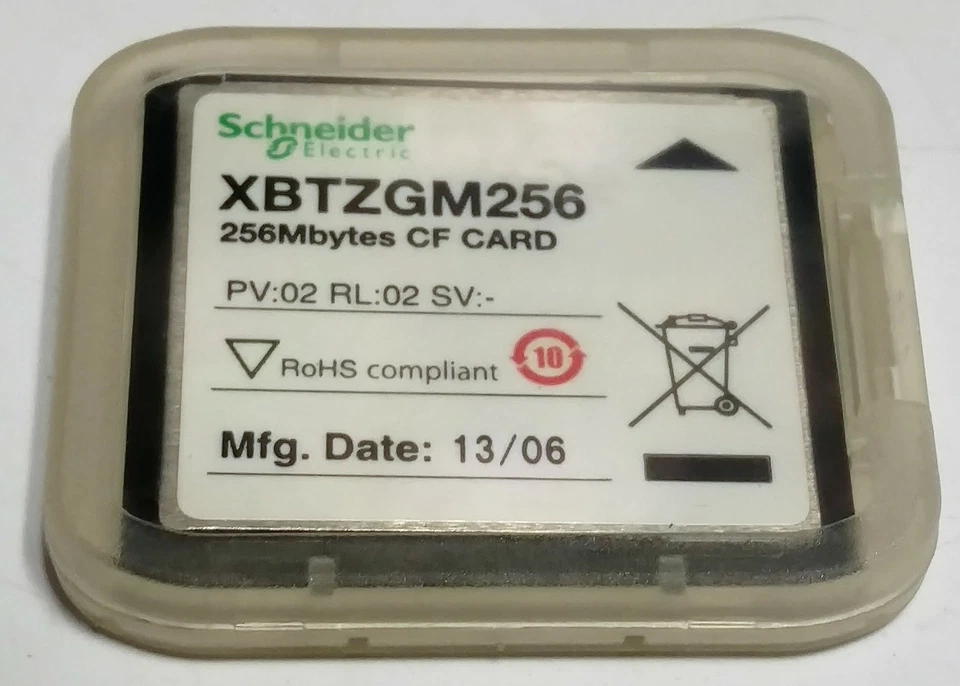 Schneider
Electric
XBTZGM256
256Mbytes CF CARD
PV:02 RL:02 SV:-
RoHS compliant 10
Mfg. Date: 13/06